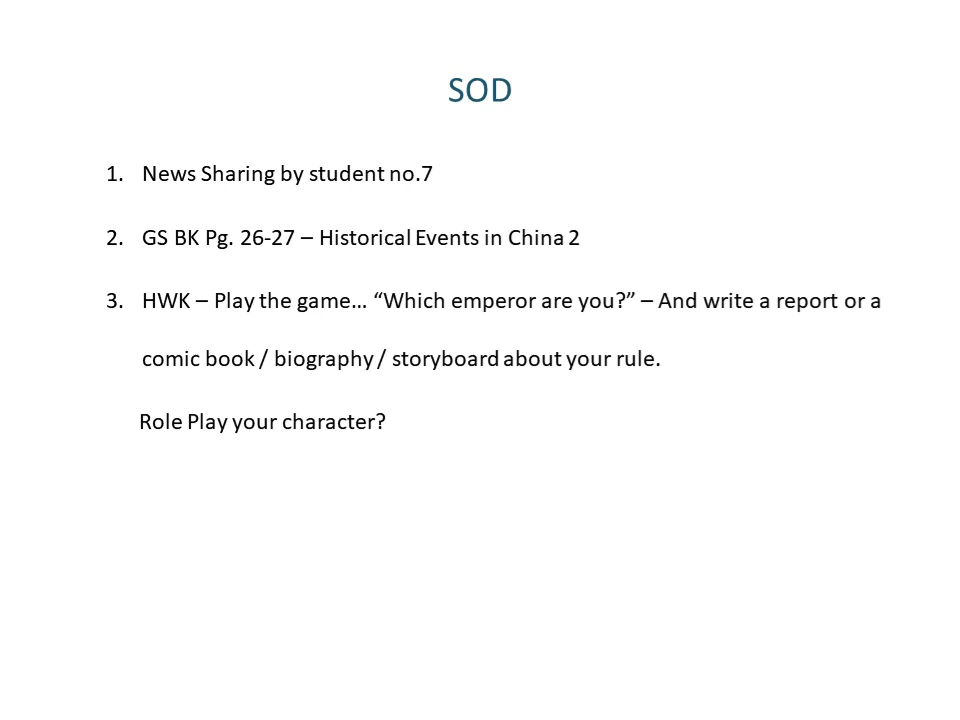 SOD
1. News Sharing by student no.7
2. GS BK Pg. 26-27 – Historical Events in China 2
3. HWK – Play the game… “Which emperor are you?” – And write a report or a
comic book / biography / storyboard about your rule.
Role Play your character?